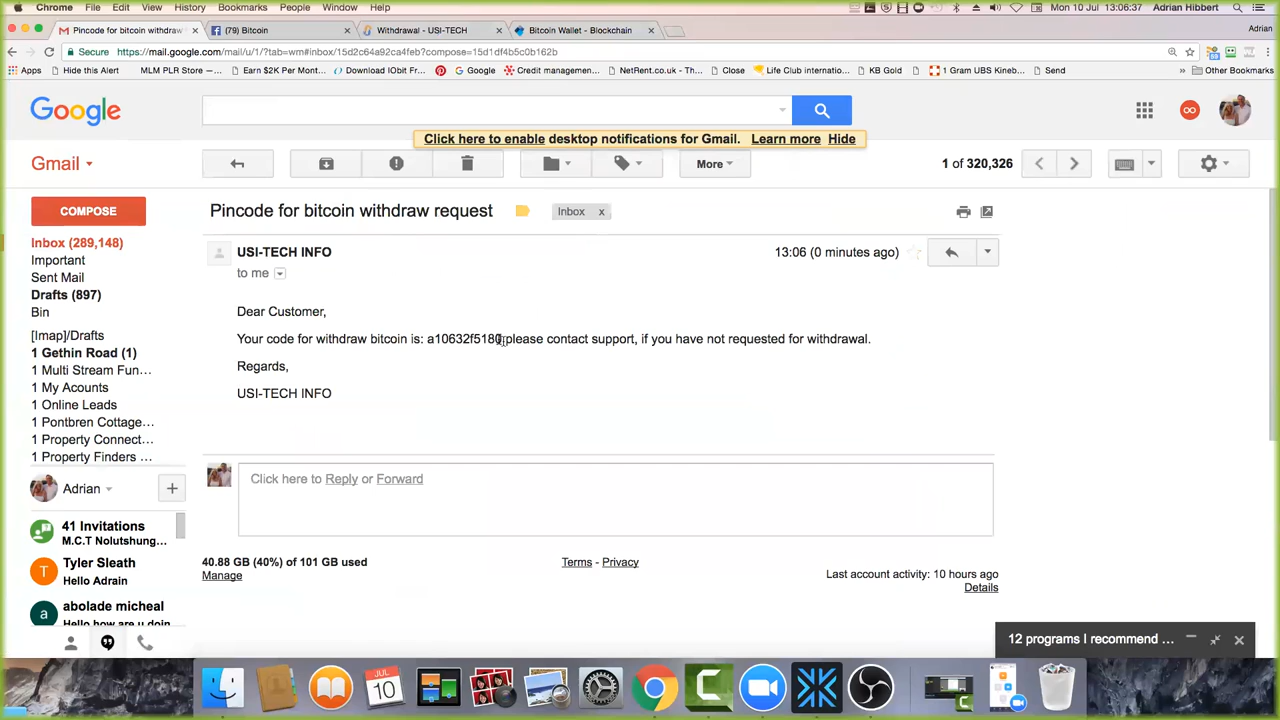 Chrome File Edit View History Bookmarks People Window Help Mon 10 Jul 13:06:37 Adrian Hibbert
Pincode for bitcoin withdraw (79) Bitcoin Withdrawal - USI-TECH Bitcoin Wallet - Blockchain Adrian
Secure https://mail.google.com/mail/u/1/?tab=wm#inbox/15d2c64a92ca4feb?compose=15d1df4b5c0b162b
Apps Hide this Alert MLM PLR Store — Earn $2K Per Mont… Download IObit Fr… Google Credit managemen… NetRent.co.uk - Th… Close Life Club internatio… KB Gold 1 Gram UBS Kineb… Send » Other Bookmarks
Google
Click here to enable desktop notifications for Gmail. Learn more Hide
Gmail More 1 of 320,326
COMPOSE
Pincode for bitcoin withdraw request Inbox x
Inbox (289,148)
Important
Sent Mail
Drafts (897)
Bin
[Imap]/Drafts
1 Gethin Road (1)
1 Multi Stream Fun…
1 My Acounts
1 Online Leads
1 Pontbren Cottage…
1 Property Connect…
1 Property Finders …
USI-TECH INFO 13:06 (0 minutes ago)
to me
Dear Customer,
Your code for withdraw bitcoin is: a10632f5180 please contact support, if you have not requested for withdrawal.
Regards,
USI-TECH INFO
Click here to Reply or Forward
Adrian
41 Invitations
M.C.T Nolutshung…
T
Tyler Sleath
Hello Adrain
a
abolade micheal
Hello how are u doin
40.88 GB (40%) of 101 GB used
Manage
Terms - Privacy
Last account activity: 10 hours ago
Details
12 programs I recommend …
JUL
10